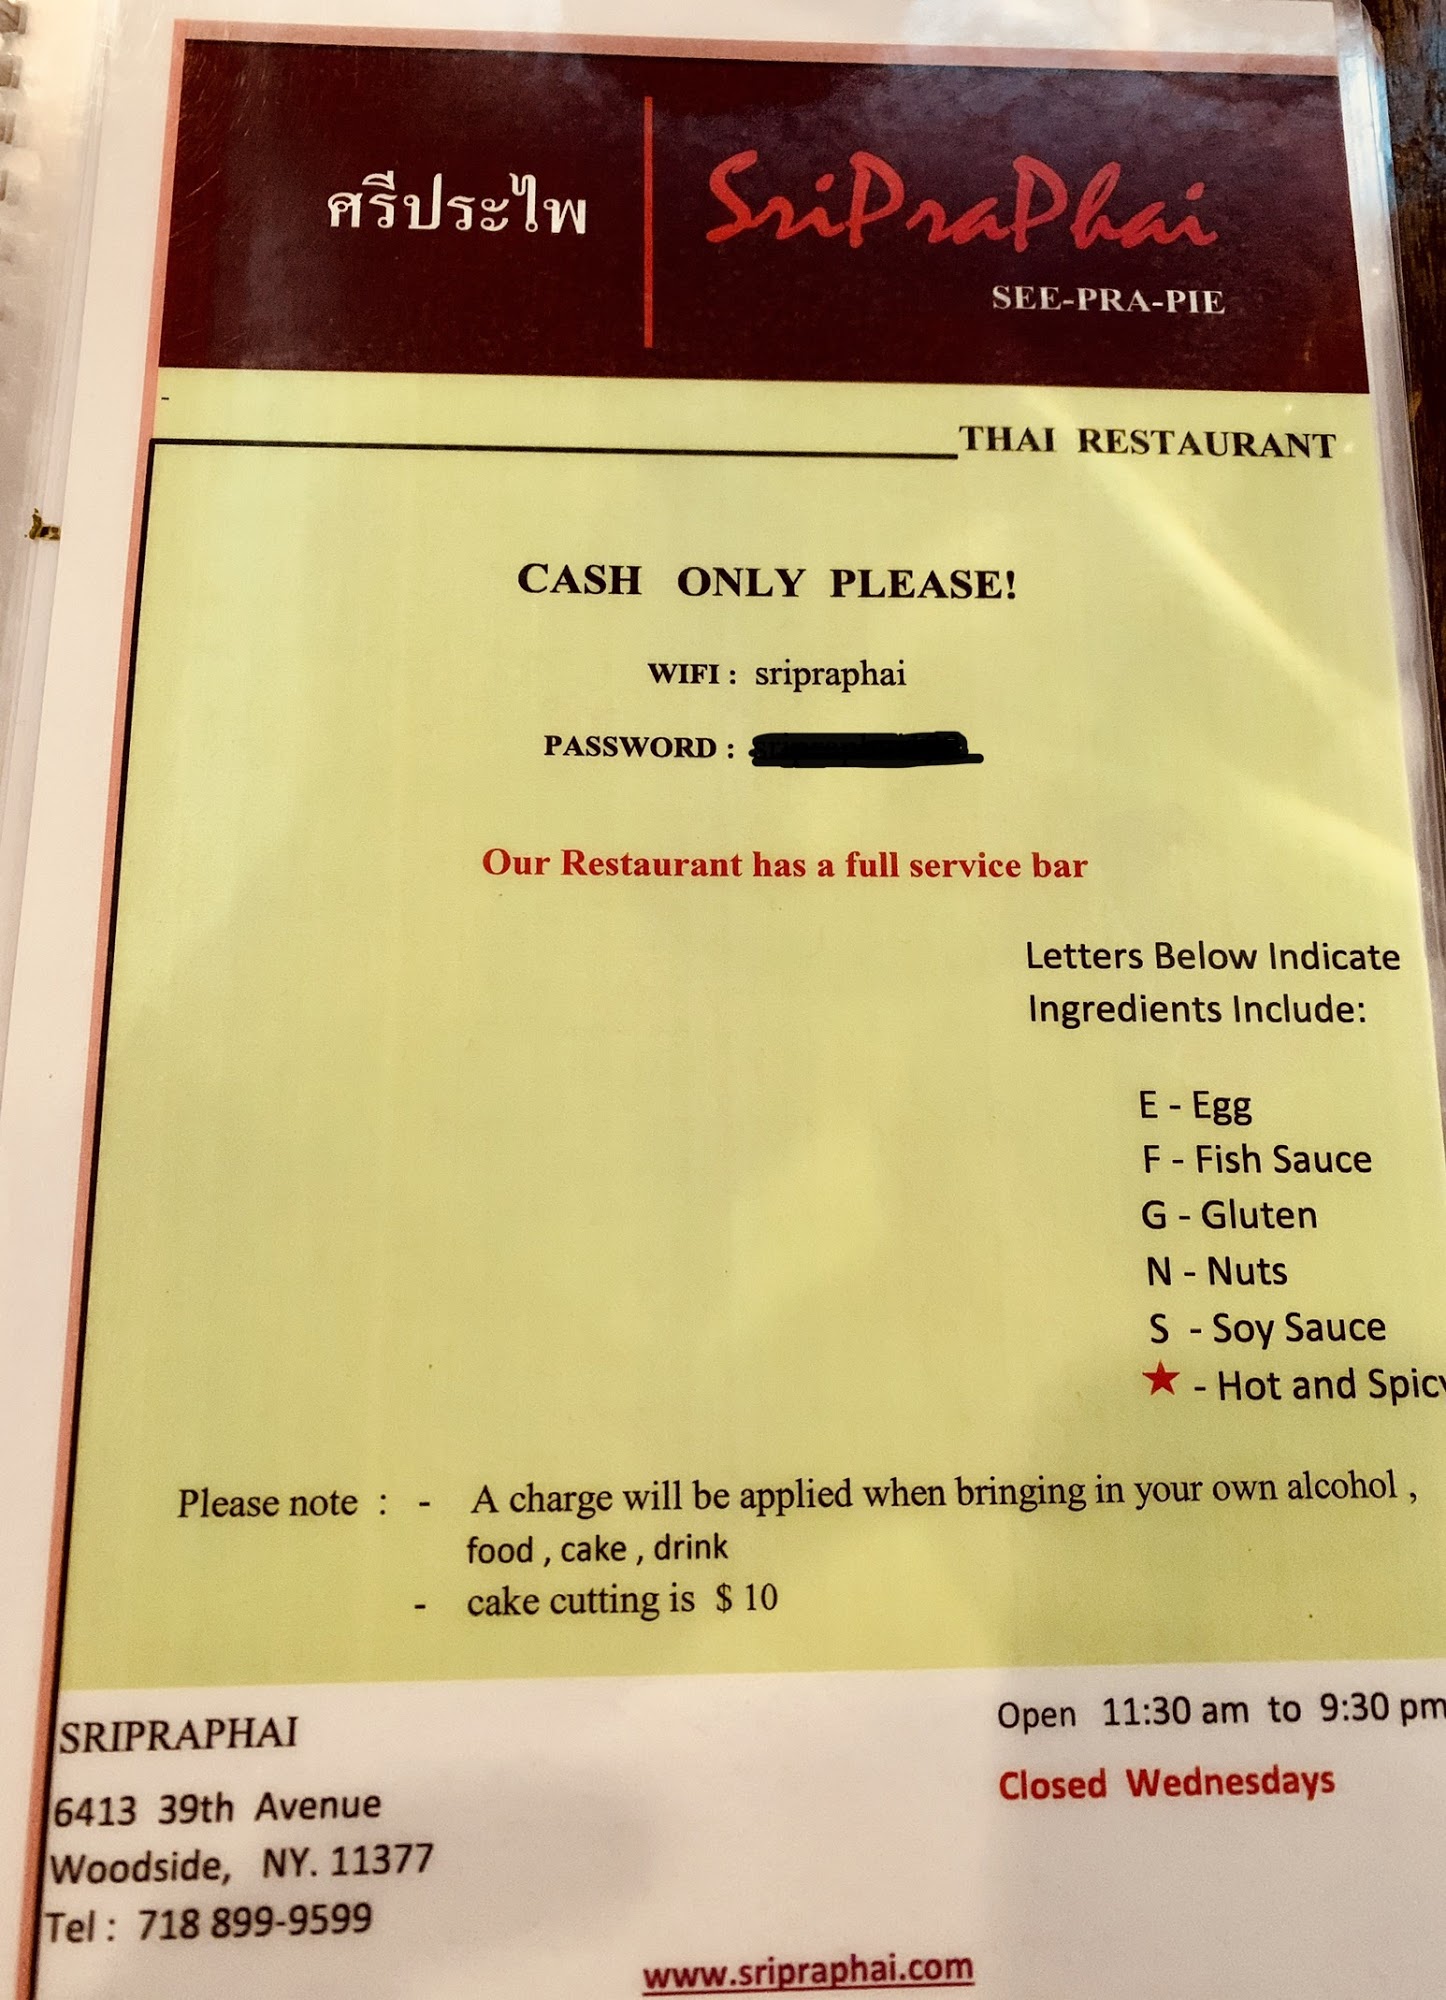 ศรีประไพ
SriPraPhai
SEE-PRA-PIE
THAI RESTAURANT
CASH ONLY PLEASE!
WIFI : sripraphai
PASSWORD :
Our Restaurant has a full service bar
Letters Below Indicate
Ingredients Include:
E - Egg
F - Fish Sauce
G - Gluten
N - Nuts
S - Soy Sauce
★ - Hot and Spicy
Please note : - A charge will be applied when bringing in your own alcohol ,
food , cake , drink
- cake cutting is $ 10
SRIPRAPHAI
6413 39th Avenue
Woodside, NY. 11377
Tel : 718 899-9599
Open 11:30 am to 9:30 pm
Closed Wednesdays
www.sripraphai.com